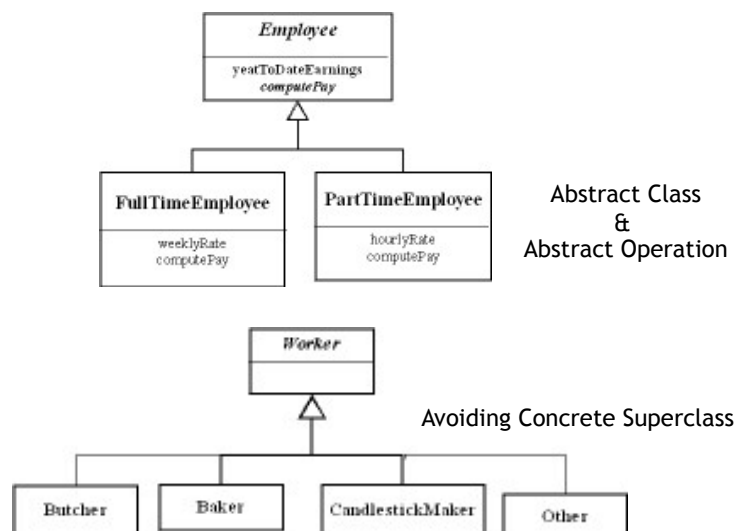 Employee
yeatToDateEarnings
computePay
FullTimeEmployee
weeklyRate
computePay
PartTimeEmployee
hourlyRate
computePay
Abstract Class
&
Abstract Operation
Worker
Avoiding Concrete Superclass
Butcher
Baker
CandlestickMaker
Other